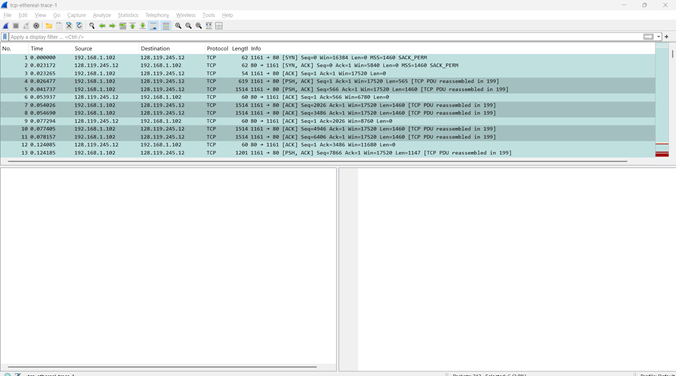 tcp-ethereal-trace-1
File Edit View Go Capture Analyze Statistics Telephony Wireless Tools Help
Apply a display filter ... <Ctrl-/>
No. Time Source Destination Protocol Length Info
1 0.000000 192.168.1.102 128.119.245.12 TCP 62 1161 → 80 [SYN] Seq=0 Win=16384 Len=0 MSS=1460 SACK_PERM
2 0.023172 128.119.245.12 192.168.1.102 TCP 62 80 → 1161 [SYN, ACK] Seq=0 Ack=1 Win=5840 Len=0 MSS=1460 SACK_PERM
3 0.023265 192.168.1.102 128.119.245.12 TCP 54 1161 → 80 [ACK] Seq=1 Ack=1 Win=17520 Len=0
4 0.026477 192.168.1.102 128.119.245.12 TCP 619 1161 → 80 [PSH, ACK] Seq=1 Ack=1 Win=17520 Len=565 [TCP PDU reassembled in 199]
5 0.041737 192.168.1.102 128.119.245.12 TCP 1514 1161 → 80 [PSH, ACK] Seq=566 Ack=1 Win=17520 Len=1460 [TCP PDU reassembled in 199]
6 0.053937 128.119.245.12 192.168.1.102 TCP 60 80 → 1161 [ACK] Seq=1 Ack=566 Win=6780 Len=0
7 0.054026 192.168.1.102 128.119.245.12 TCP 1514 1161 → 80 [ACK] Seq=2026 Ack=1 Win=17520 Len=1460 [TCP PDU reassembled in 199]
8 0.054690 192.168.1.102 128.119.245.12 TCP 1514 1161 → 80 [ACK] Seq=3486 Ack=1 Win=17520 Len=1460 [TCP PDU reassembled in 199]
9 0.077294 128.119.245.12 192.168.1.102 TCP 60 80 → 1161 [ACK] Seq=1 Ack=2026 Win=8760 Len=0
10 0.077405 192.168.1.102 128.119.245.12 TCP 1514 1161 → 80 [ACK] Seq=4946 Ack=1 Win=17520 Len=1460 [TCP PDU reassembled in 199]
11 0.078157 192.168.1.102 128.119.245.12 TCP 1514 1161 → 80 [ACK] Seq=6406 Ack=1 Win=17520 Len=1460 [TCP PDU reassembled in 199]
12 0.124085 128.119.245.12 192.168.1.102 TCP 60 80 → 1161 [ACK] Seq=1 Ack=3486 Win=11680 Len=0
13 0.124185 192.168.1.102 128.119.245.12 TCP 1201 1161 → 80 [PSH, ACK] Seq=7866 Ack=1 Win=17520 Len=1147 [TCP PDU reassembled in 199]